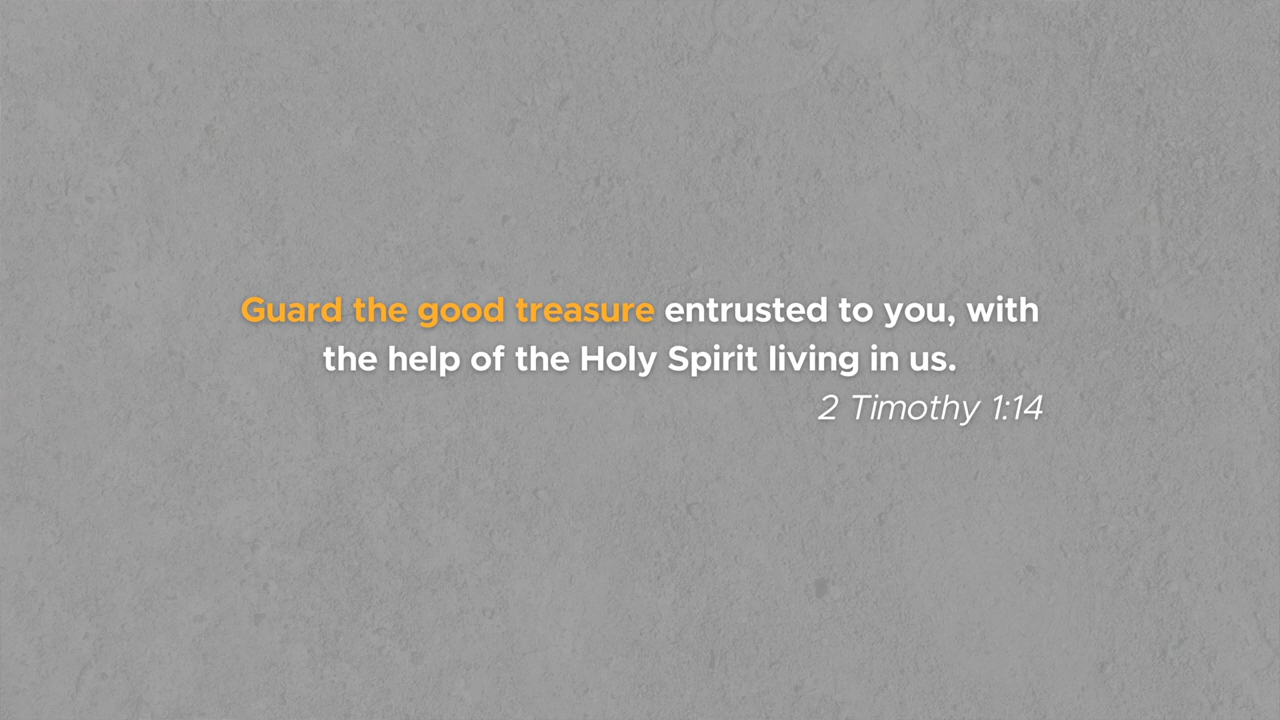 Guard the good treasure entrusted to you, with
the help of the Holy Spirit living in us.
2 Timothy 1:14